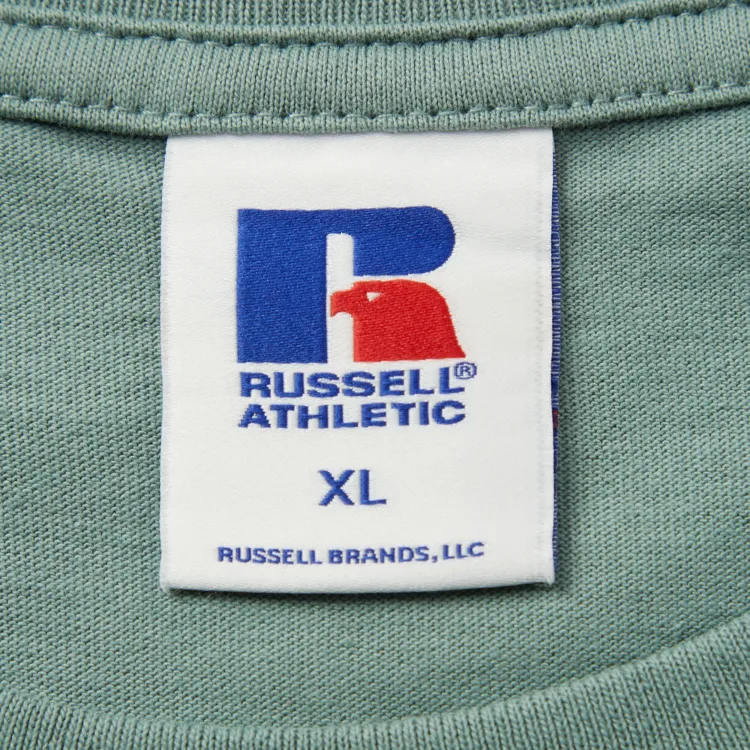 RUSSELL®
ATHLETIC
XL
RUSSELL BRANDS, LLC